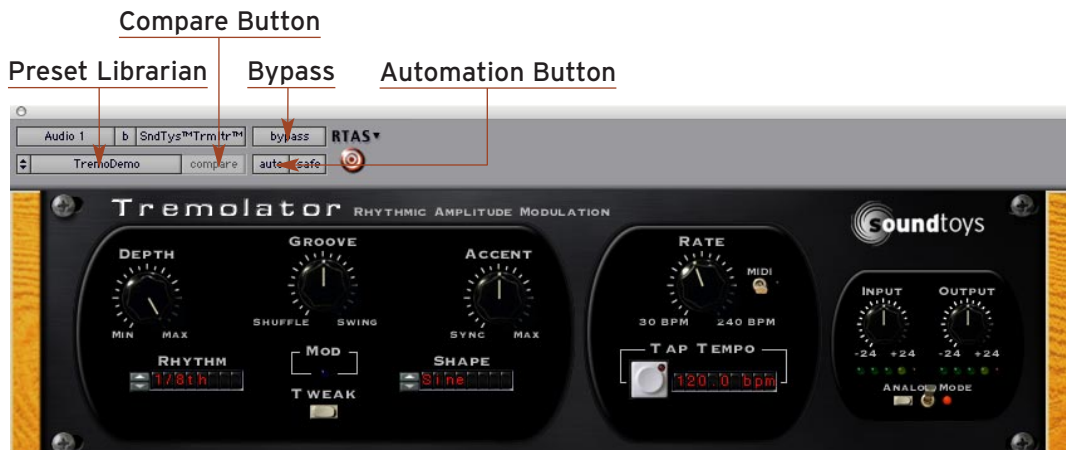 Compare Button
Preset Librarian Bypass Automation Button
Audio 1 b SndTys™Trmltr™ bypass RTAS
TremoDemo compare auto safe
Tremolator RHYTHMIC AMPLITUDE MODULATION
soundtoys
DEPTH GROOVE ACCENT RATE
MIDI
INPUT OUTPUT
MIN MAX SHUFFLE SWING SYNC MAX 30 BPM 240 BPM
-24 +24 -24 +24
RHYTHM MOD SHAPE TAP TEMPO
1/8th Sine 120.0 bpm
TWEAK
ANALOG MODE